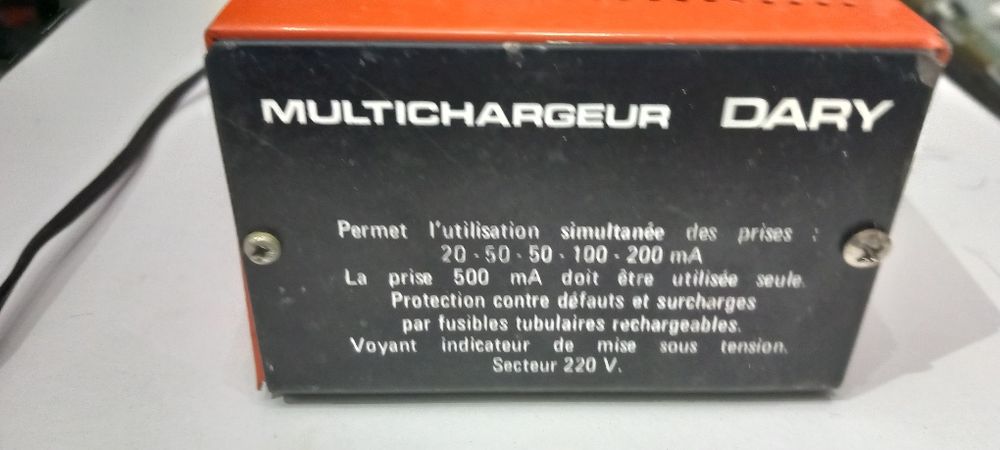 MULTICHARGEUR DARY
Permet l'utilisation simultanée des prises :
20 - 50 - 50 - 100 - 200 mA
La prise 500 mA doit être utilisée seule.
Protection contre défauts et surcharges
par fusibles tubulaires rechargeables.
Voyant indicateur de mise sous tension.
Secteur 220 V.